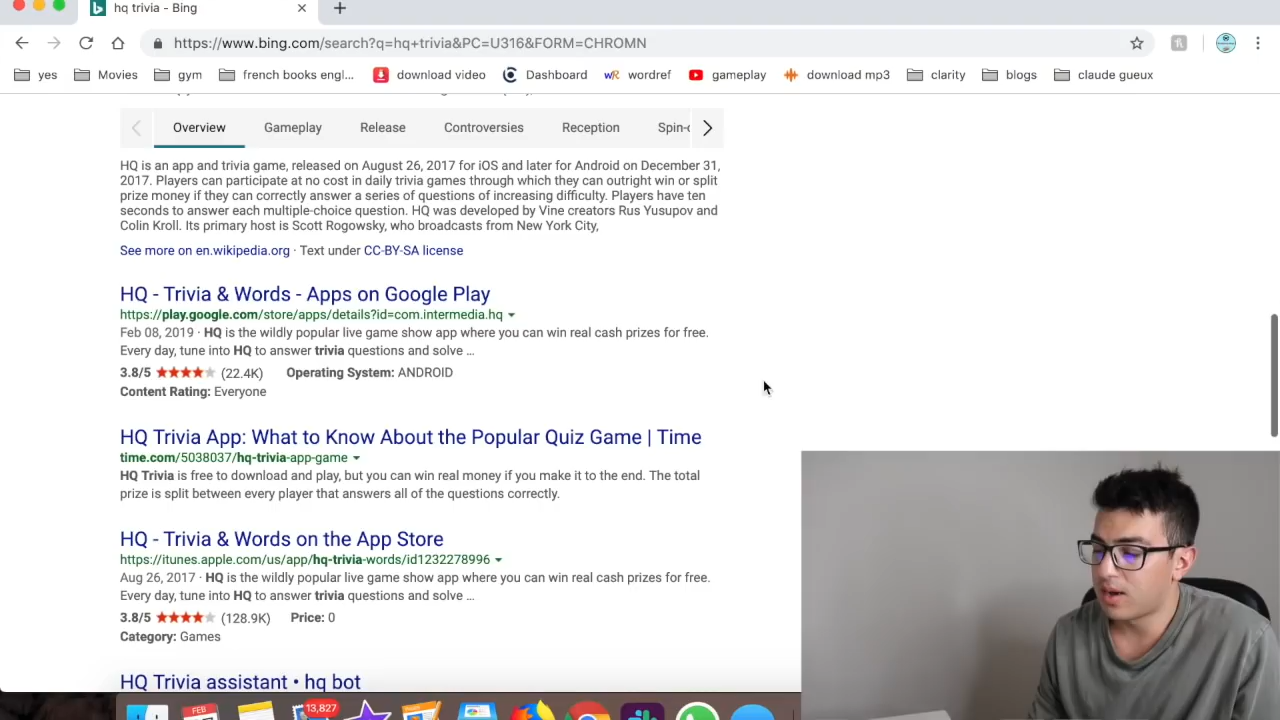 hq trivia - Bing
https://www.bing.com/search?q=hq+trivia&PC=U316&FORM=CHROMN
yes Movies gym french books engl... download video Dashboard wordref gameplay download mp3 clarity blogs claude gueux
Overview Gameplay Release Controversies Reception
HQ is an app and trivia game, released on August 26, 2017 for iOS and later for Android on December 31,
2017. Players can participate at no cost in daily trivia games through which they can outright win or split
prize money if they can correctly answer a series of questions of increasing difficulty. Players have ten
seconds to answer each multiple-choice question. HQ was developed by Vine creators Rus Yusupov and
Colin Kroll. Its primary host is Scott Rogowsky, who broadcasts from New York City,
See more on en.wikipedia.org · Text under CC-BY-SA license
HQ - Trivia & Words - Apps on Google Play
https://play.google.com/store/apps/details?id=com.intermedia.hq
Feb 08, 2019 · HQ is the wildly popular live game show app where you can win real cash prizes for free.
Every day, tune into HQ to answer trivia questions and solve ...
3.8/5 (22.4K) Operating System: ANDROID
Content Rating: Everyone
HQ Trivia App: What to Know About the Popular Quiz Game | Time
time.com/5038037/hq-trivia-app-game
HQ Trivia is free to download and play, but you can win real money if you make it to the end. The total
prize is split between every player that answers all of the questions correctly.
HQ - Trivia & Words on the App Store
https://itunes.apple.com/us/app/hq-trivia-words/id1232278996
Aug 26, 2017 · HQ is the wildly popular live game show app where you can win real cash prizes for free.
Every day, tune into HQ to answer trivia questions and solve ...
3.8/5 (128.9K) Price: 0
Category: Games
HQ Trivia assistant • hq bot
FEB 13,827